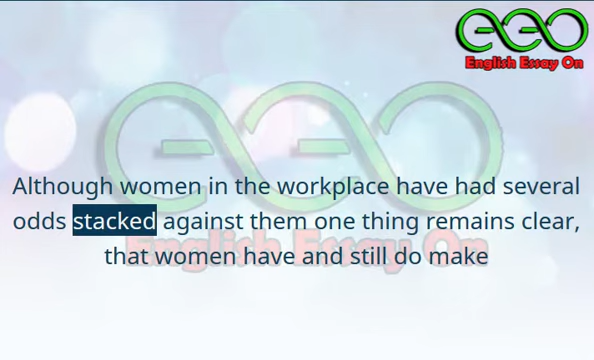 EEO
English Essay On
Although women in the workplace have had several
odds stacked against them one thing remains clear,
that women have and still do make
English Essay On